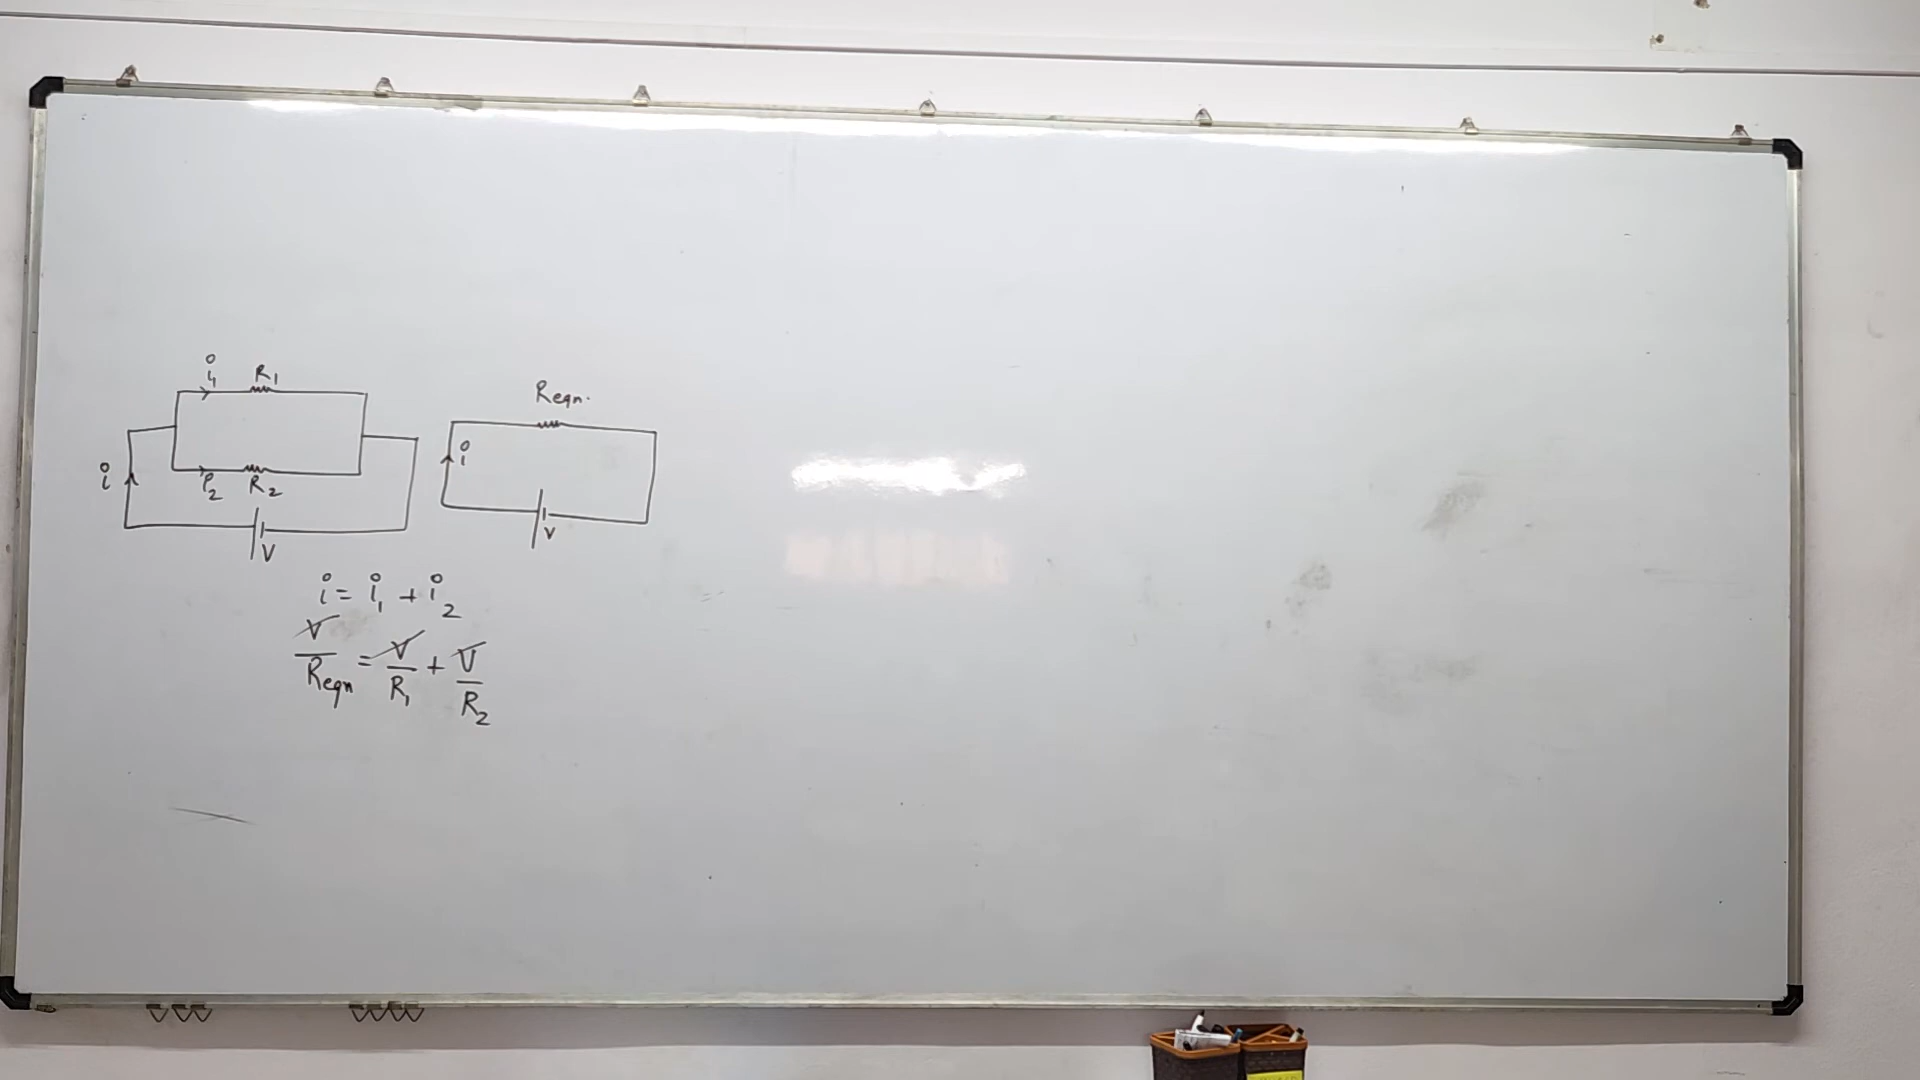 i₁ R₁
i
i₂ R₂
V
Reqn.
i
V
i = i₁ + i₂
V/Reqn = V/R₁ + V/R₂